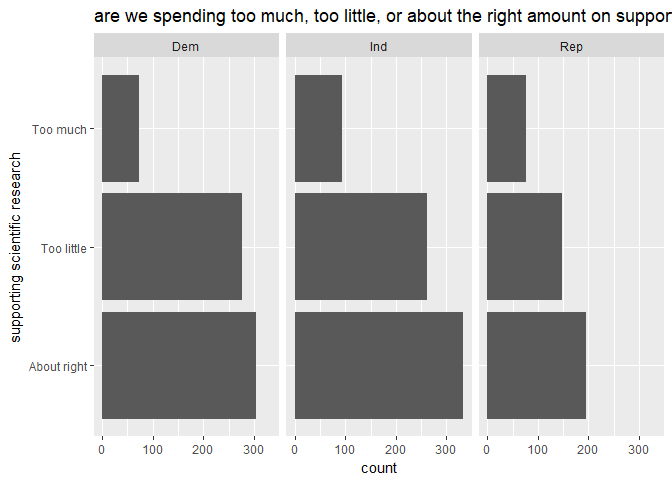 are we spending too much, too little, or about the right amount on suppor
Dem Ind Rep
supporting scientific research
Too much
Too little
About right
0 100 200 300 0 100 200 300 0 100 200 300
count